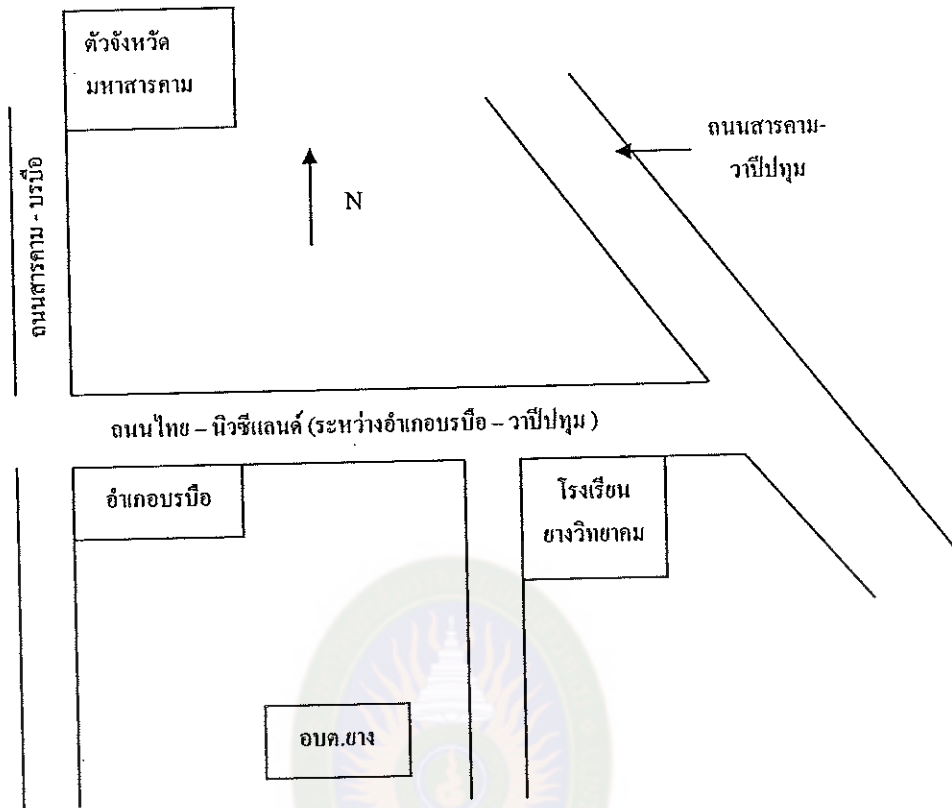 ตัวจังหวัด
มหาสารคาม
ถนนสารคาม-
วาปีปทุม
ถนนสารคาม - บรบือ
N
ถนนไทย – นิวซีแลนด์ (ระหว่างอำเภอบรบือ – วาปีปทุม )
อำเภอบรบือ
โรงเรียน
ยางวิทยาคม
อบต.ยาง